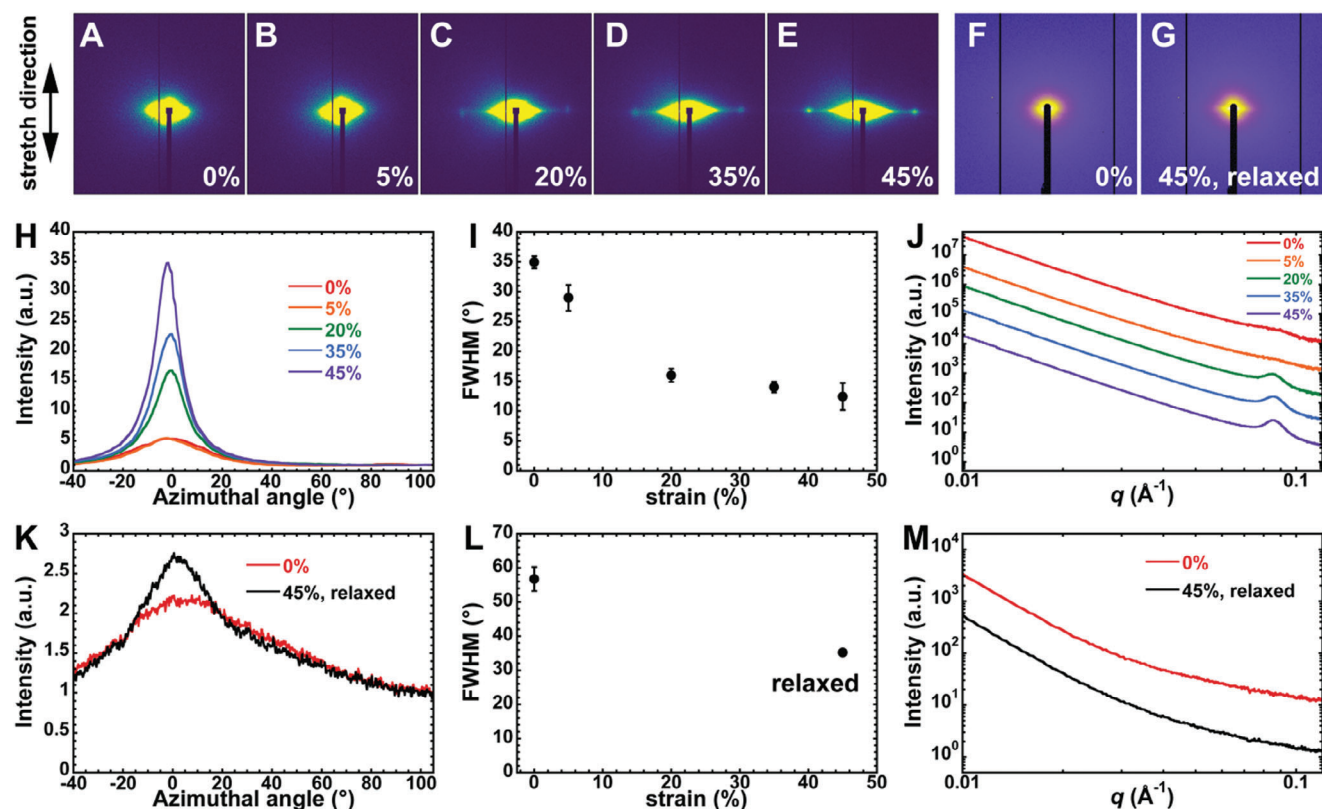 stretch direction
A
0%
B
5%
C
20%
D
35%
E
45%
F
0%
G
45%, relaxed
H
Intensity (a.u.)
40
35
30
25
20
15
10
5
0
0%
5%
20%
35%
45%
-40 -20 0 20 40 60 80 100
Azimuthal angle (°)
I
FWHM (°)
40
35
30
25
20
15
10
5
0
0 10 20 30 40 50
strain (%)
J
Intensity (a.u.)
10^7
10^6
10^5
10^4
10^3
10^2
10^1
10^0
0%
5%
20%
35%
45%
0.01 0.1
q (Å^-1)
K
Intensity (a.u.)
3
2.5
2
1.5
1
0.5
0
0%
45%, relaxed
-40 -20 0 20 40 60 80 100
Azimuthal angle (°)
L
FWHM (°)
70
60
50
40
30
20
10
0
relaxed
0 10 20 30 40 50
strain (%)
M
Intensity (a.u.)
10^4
10^3
10^2
10^1
10^0
0%
45%, relaxed
0.01 0.1
q (Å^-1)